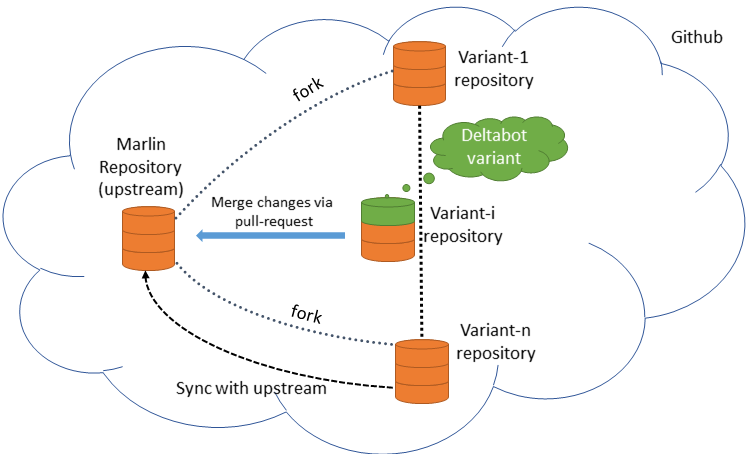 Github
Variant-1
repository
fork
Deltabot
variant
Marlin
Repository
(upstream)
Merge changes via
pull-request
Variant-i
repository
fork
Variant-n
repository
Sync with upstream